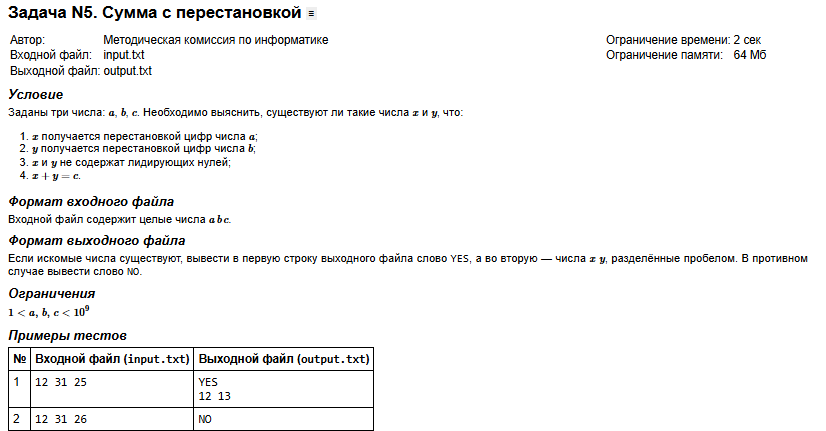 Задача N5. Сумма с перестановкой ≡
Автор: Методическая комиссия по информатике Ограничение времени: 2 сек
Входной файл: input.txt Ограничение памяти: 64 Мб
Выходной файл: output.txt
Условие
Заданы три числа: a, b, c. Необходимо выяснить, существуют ли такие числа x и y, что:
1. x получается перестановкой цифр числа a;
2. y получается перестановкой цифр числа b;
3. x и y не содержат лидирующих нулей;
4. x + y = c.
Формат входного файла
Входной файл содержит целые числа a b c.
Формат выходного файла
Если искомые числа существуют, вывести в первую строку выходного файла слово YES, а во вторую — числа x y, разделённые пробелом. В противном
случае вывести слово NO.
Ограничения
1 < a, b, c < 10⁹
Примеры тестов
№ Входной файл (input.txt) Выходной файл (output.txt)
1 12 31 25 YES
12 13
2 12 31 26 NO